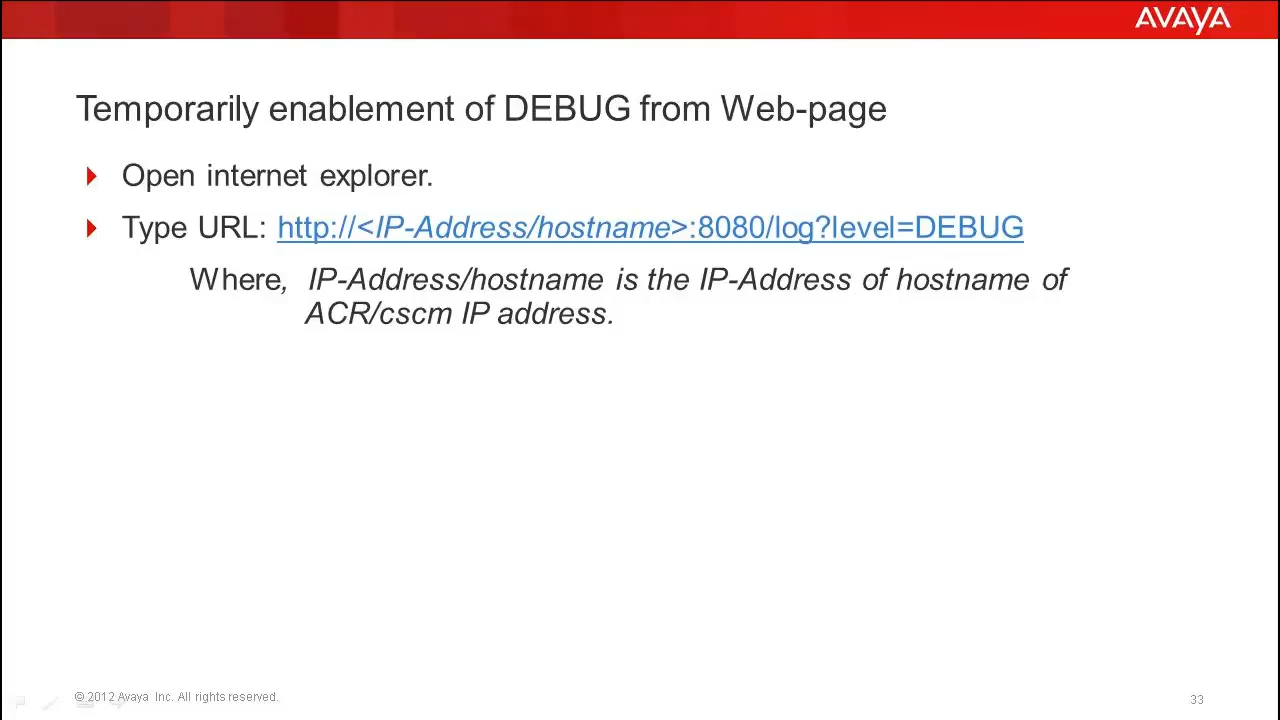 AVAYA
Temporarily enablement of DEBUG from Web-page
Open internet explorer.
Type URL: http://<IP-Address/hostname>:8080/log?level=DEBUG
Where, IP-Address/hostname is the IP-Address of hostname of
ACR/cscm IP address.
© 2012 Avaya Inc. All rights reserved.
33